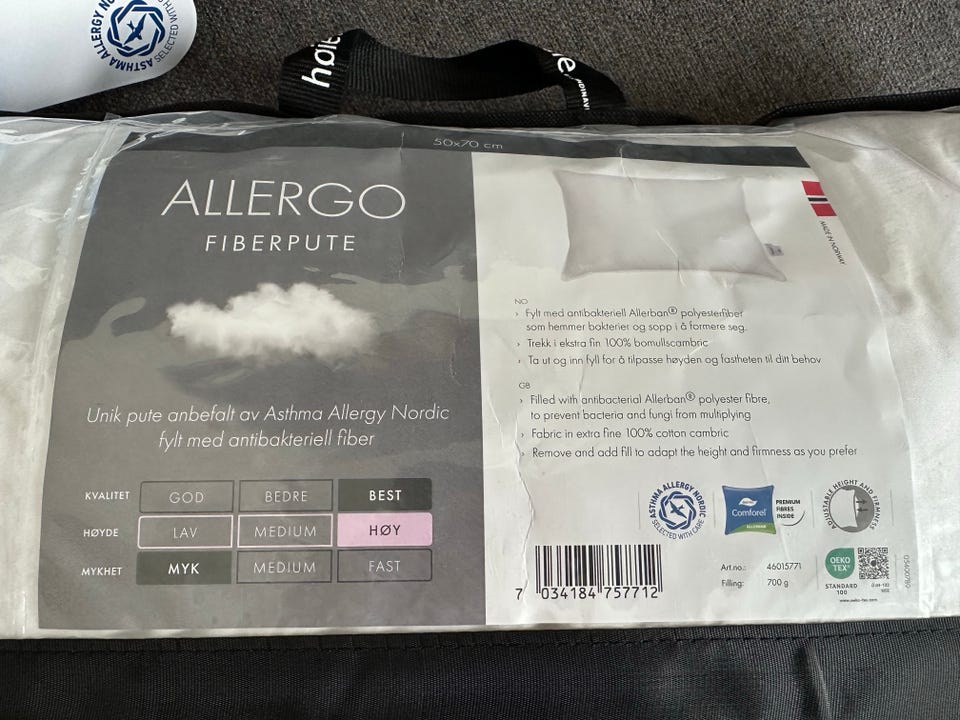 ASTHMA ALLERGY NORDIC
SELECTED WITH
høie
50x70 cm
ALLERGO
FIBERPUTE
Unik pute anbefalt av Asthma Allergy Nordic
fylt med antibakteriell fiber
KVALITET GOD BEDRE BEST
HØYDE LAV MEDIUM HØY
MYKHET MYK MEDIUM FAST
MADE IN NORWAY
NO
› Fylt med antibakteriell Allerban® polyesterfiber
som hemmer bakterier og sopp i å formere seg.
› Trekk i ekstra fin 100% bomullscambric
› Ta ut og inn fyll for å tilpasse høyden og fastheten til ditt behov
GB
› Filled with antibacterial Allerban® polyester fibre,
to prevent bacteria and fungi from multiplying
› Fabric in extra fine 100% cotton cambric
› Remove and add fill to adapt the height and firmness as you prefer
ASTHMA ALLERGY NORDIC
SELECTED WITH CARE
Comforel
ALLERBAN
PREMIUM
FIBRES
INSIDE
ADJUSTABLE HEIGHT AND FIRMNESS
7 034184 757712
Art.no.: 46015771
Filling: 700 g
OEKO
TEX®
STANDARD
100
www.oeko-tex.com